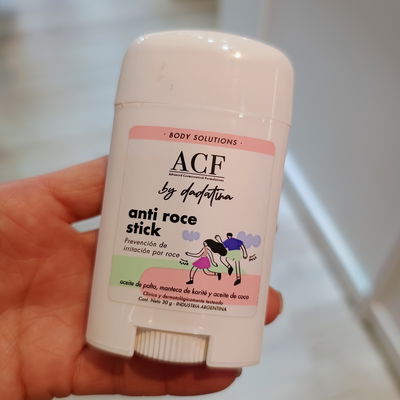 · BODY SOLUTIONS ·
ACF
Advanced Cosmeceutical Formulations
by dadatina
anti roce
stick
Prevención de
irritación por roce
aceite de palta, manteca de karité y aceite de coco
Clínica y dermatológicamente testeado
Cont. Neto 50 g - INDUSTRIA ARGENTINA